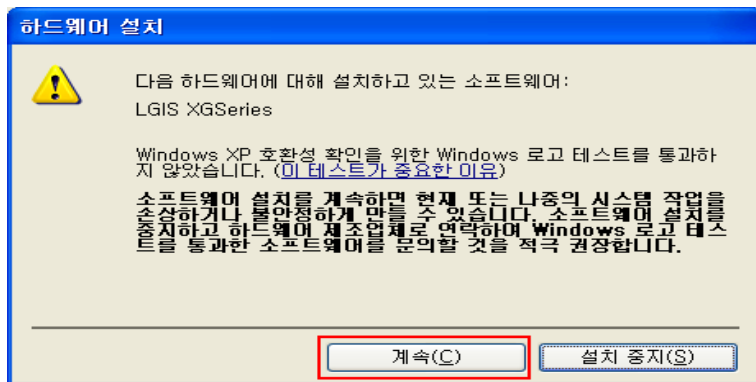 하드웨어 설치
다음 하드웨어에 대해 설치하고 있는 소프트웨어:
LGIS XGSeries
Windows XP 호환성 확인을 위한 Windows 로고 테스트를 통과하
지 않았습니다. (이 테스트가 중요한 이유)
소프트웨어 설치를 계속하면 현재 또는 나중의 시스템 작업을
손상하거나 불안정하게 만들 수 있습니다. 소프트웨어 설치를
중지하고 하드웨어 제조업체로 연락하여 Windows 로고 테스
트를 통과한 소프트웨어를 문의할 것을 적극 권장합니다.
계속(C) 설치 중지(S)